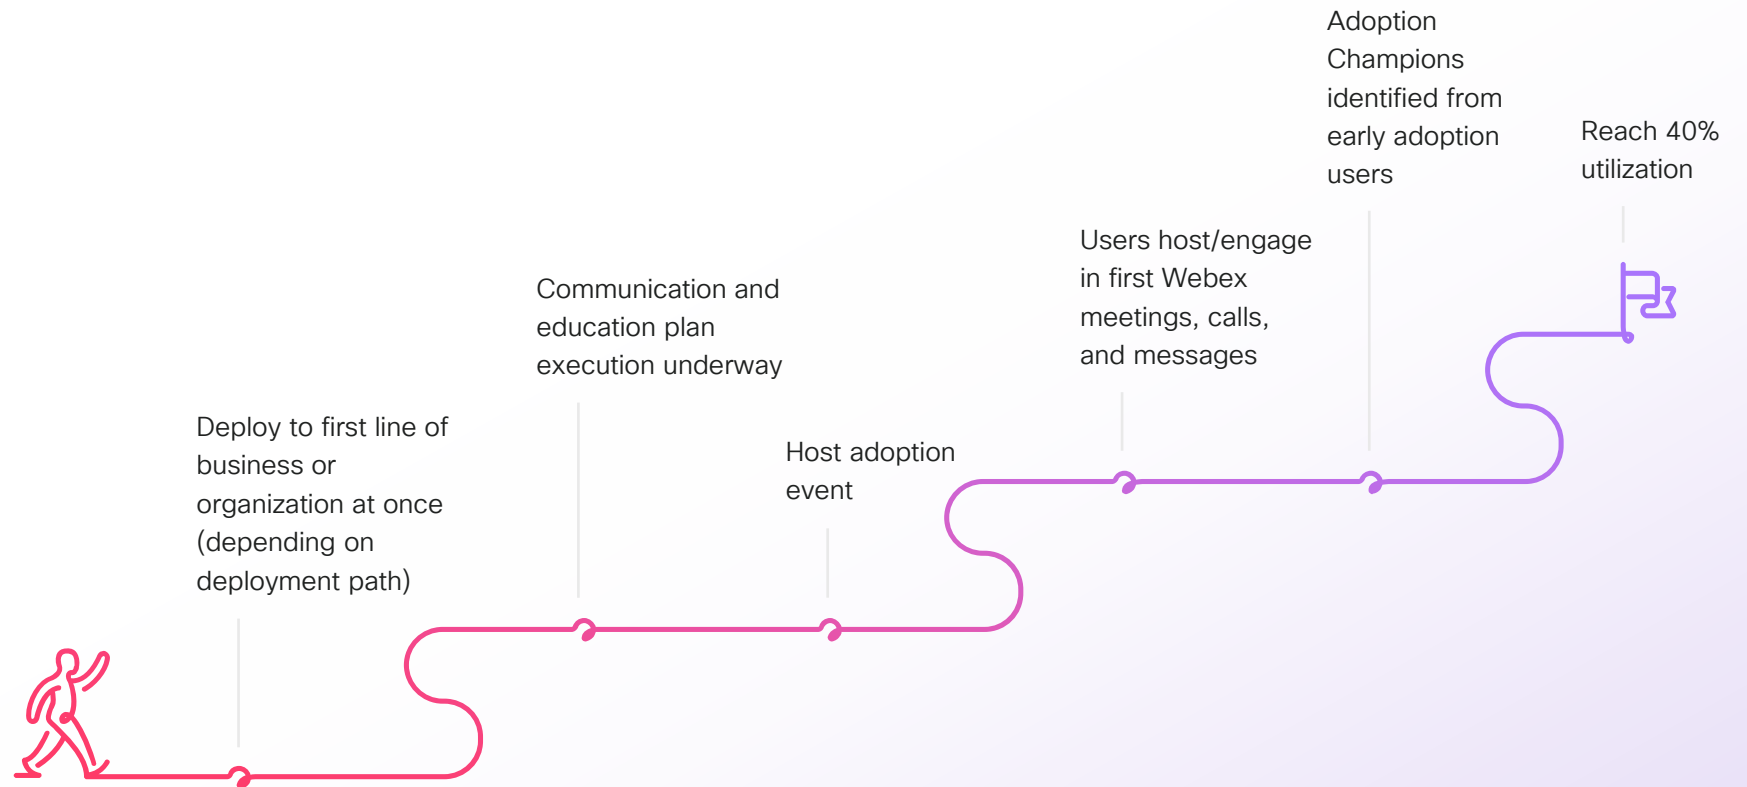 Deploy to first line of
business or
organization at once
(depending on
deployment path)
Communication and
education plan
execution underway
Host adoption
event
Users host/engage
in first Webex
meetings, calls,
and messages
Adoption
Champions
identified from
early adoption
users
Reach 40%
utilization